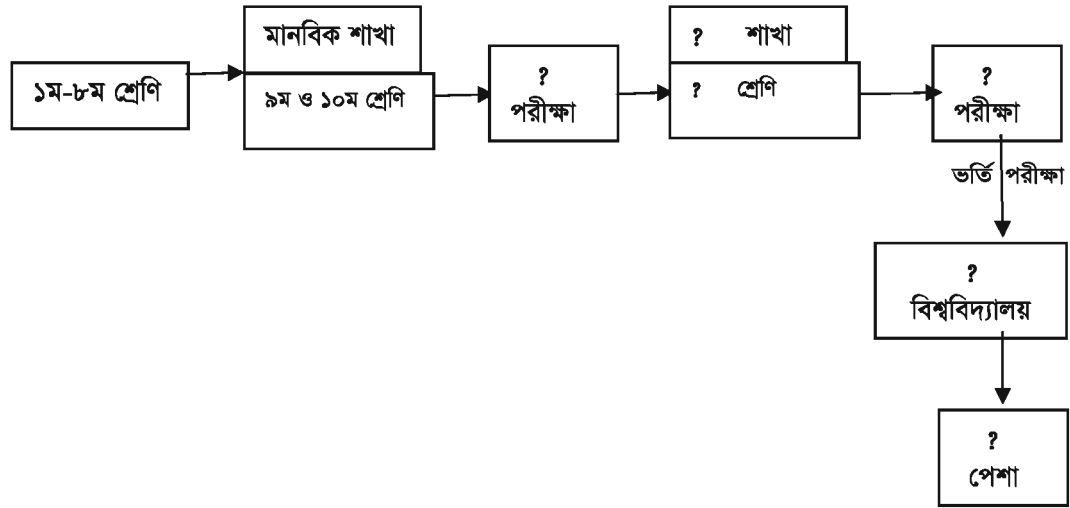 ১ম-৮ম শ্রেণি
মানবিক শাখা
৯ম ও ১০ম শ্রেণি
?
পরীক্ষা
? শাখা
? শ্রেণি
?
পরীক্ষা
ভর্তি পরীক্ষা
?
বিশ্ববিদ্যালয়
?
পেশা